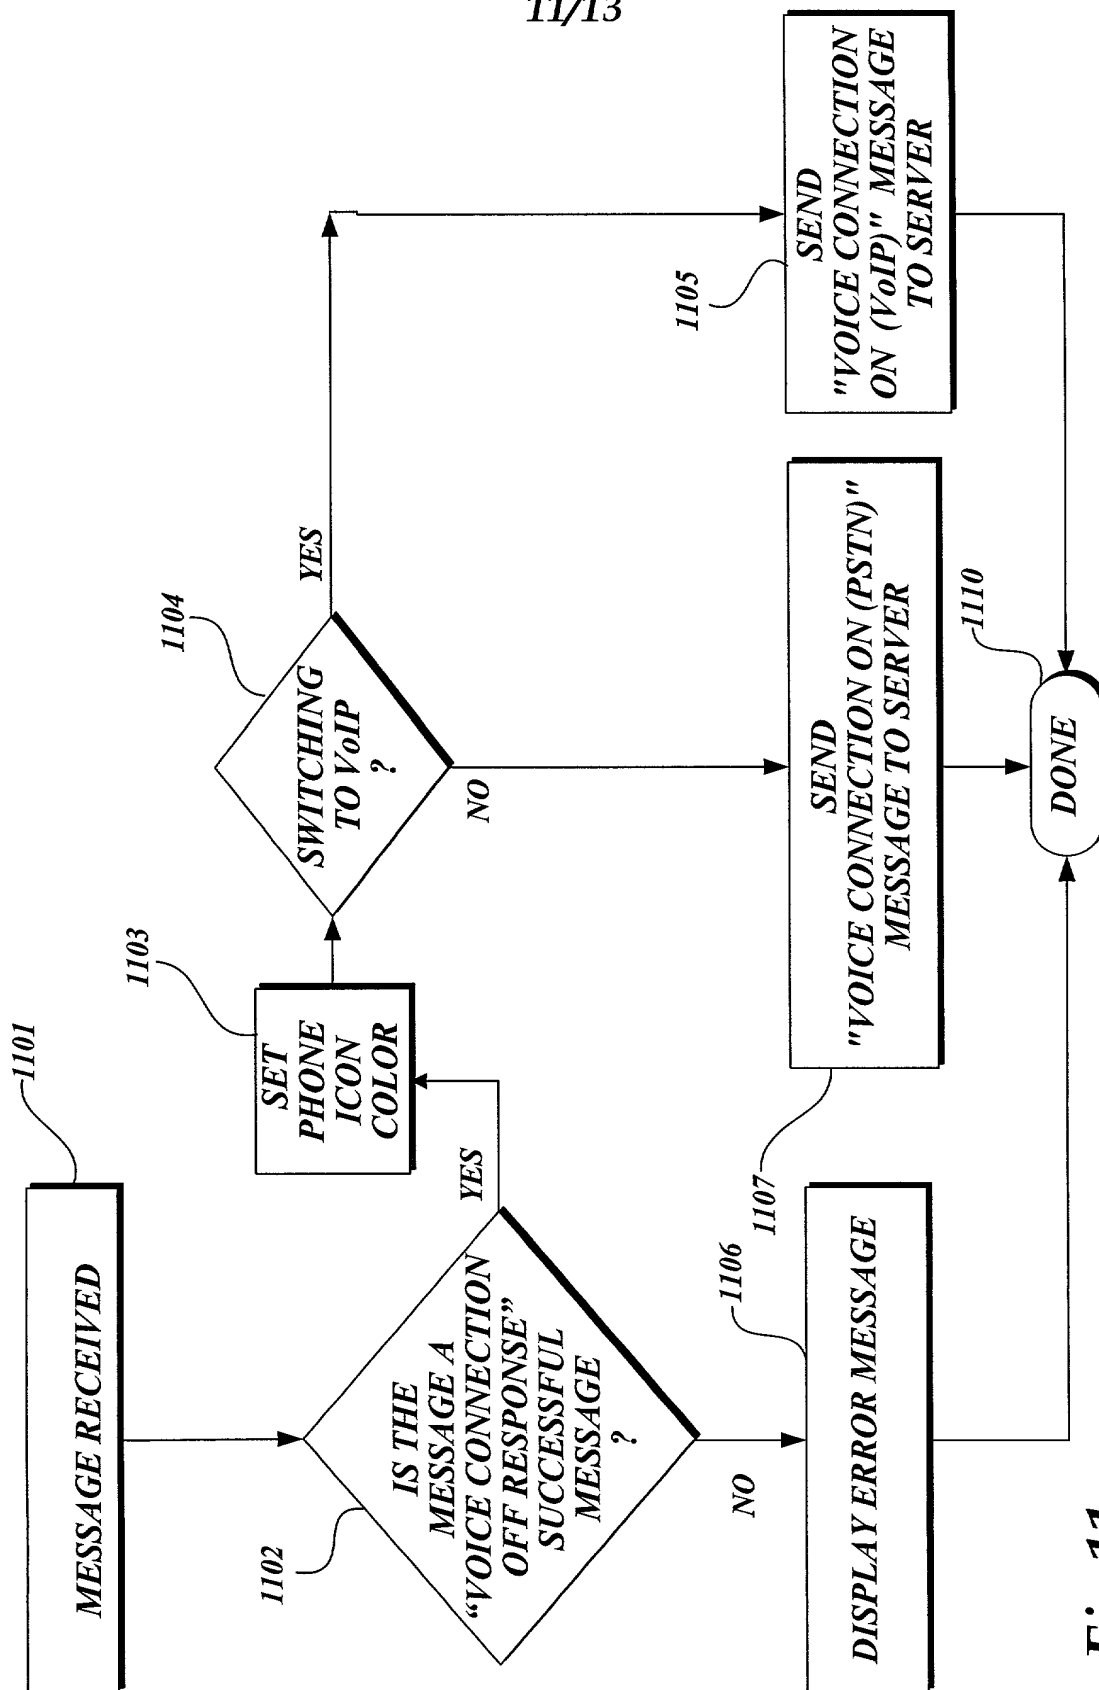 11/13
MESSAGE RECEIVED
1101
IS THE
MESSAGE A
“VOICE CONNECTION
OFF RESPONSE”
SUCCESSFUL
MESSAGE
?
1102
YES
NO
SET
PHONE
ICON
COLOR
1103
SWITCHING
TO VoIP
?
1104
YES
NO
SEND
"VOICE CONNECTION
ON (VoIP)" MESSAGE
TO SERVER
1105
DISPLAY ERROR MESSAGE
1106
SEND
"VOICE CONNECTION ON (PSTN)"
MESSAGE TO SERVER
1107
DONE
1110